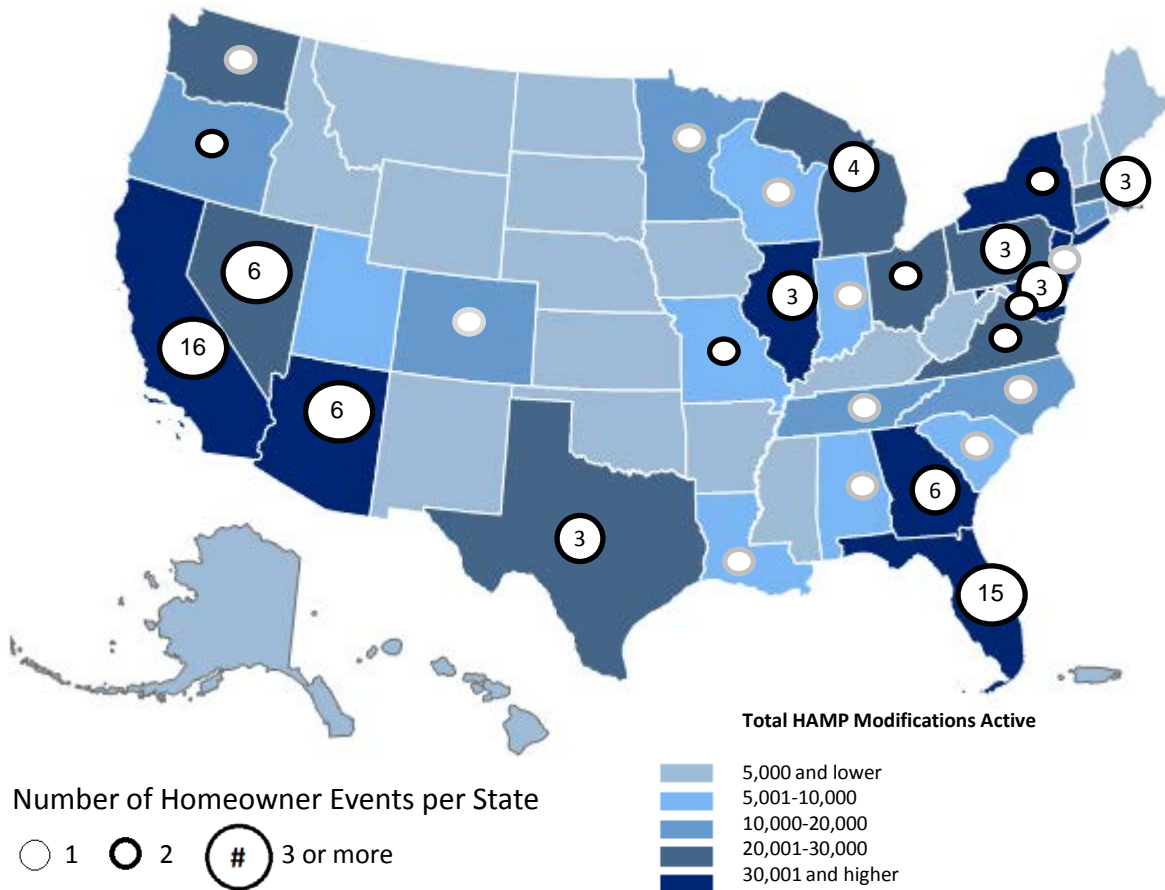 4
3
3
6
3
3
16
6
6
3
15
Total HAMP Modifications Active
5,000 and lower
5,001-10,000
10,000-20,000
20,001-30,000
30,001 and higher
Number of Homeowner Events per State
1 2 # 3 or more